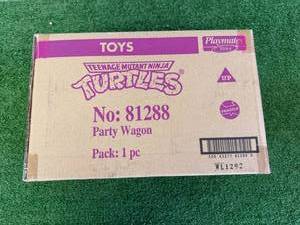 TOYS
Playmates
TEENAGE MUTANT NINJA
TURTLES
No: 81288
Party Wagon
Pack: 1 pc
WL1292